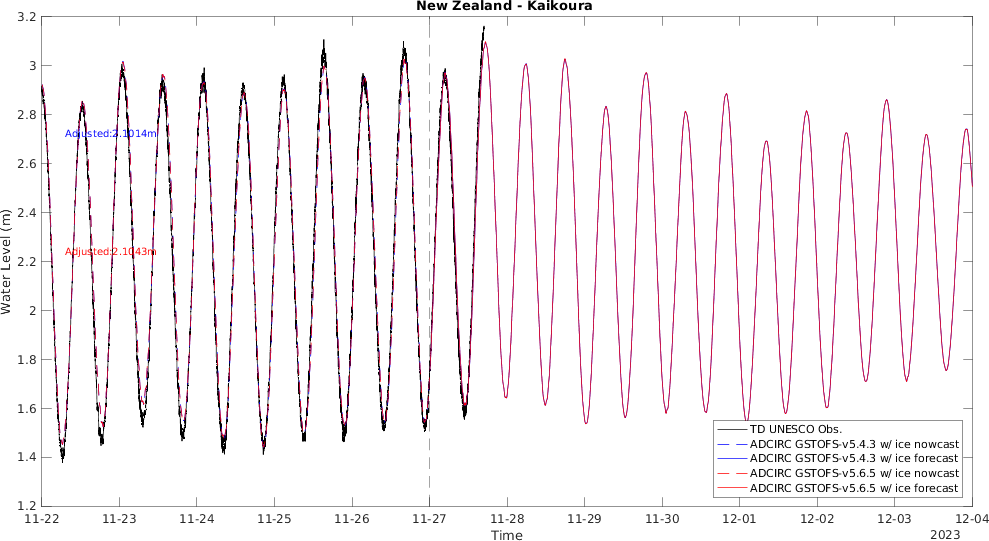 New Zealand - Kaikoura
3.2
3
2.8
2.6
2.4
2.2
2
1.8
1.6
1.4
1.2
Water Level (m)
Adjusted:2.1014m
Adjusted:2.1043m
TD UNESCO Obs.
ADCIRC GSTOFS-v5.4.3 w/ ice nowcast
ADCIRC GSTOFS-v5.4.3 w/ ice forecast
ADCIRC GSTOFS-v5.6.5 w/ ice nowcast
ADCIRC GSTOFS-v5.6.5 w/ ice forecast
11-22 11-23 11-24 11-25 11-26 11-27 11-28 11-29 11-30 12-01 12-02 12-03 12-04
Time
2023